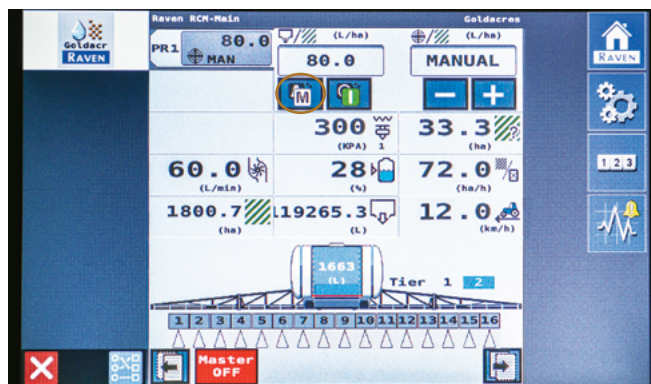 Raven RCM-Main Goldacres
Goldacr
RAVEN
PR1 80.0
MAN
(L/ha)
80.0
(L/ha)
MANUAL
RAVEN
M
300
(KPA) 1
33.3
(ha)
?
60.0
(L/min)
28
(%)
72.0
(ha/h)
1 2 3
1800.7
(ha)
119265.3
(L)
12.0
(km/h)
1663
(L)
Tier 1 2
1 2 3 4 5 6 7 8 9 10 11 12 13 14 15 16
Master
OFF